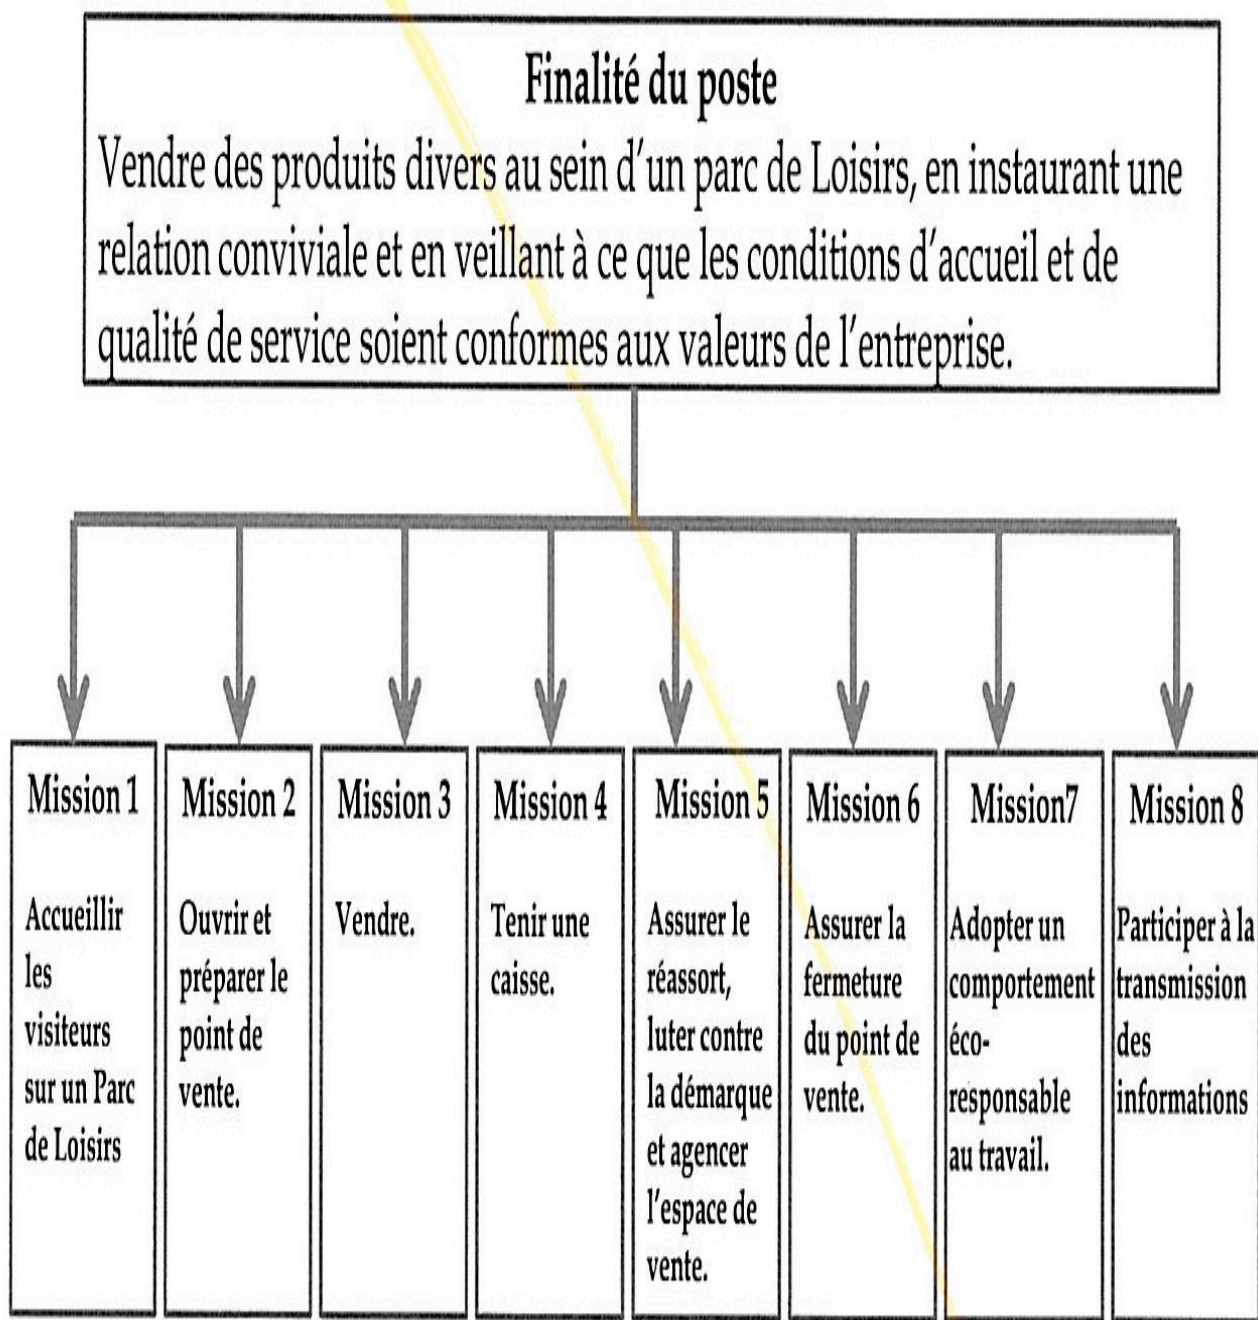 Finalité du poste
Vendre des produits divers au sein d'un parc de Loisirs, en instaurant une
relation conviviale et en veillant à ce que les conditions d'accueil et de
qualité de service soient conformes aux valeurs de l'entreprise.
Mission 1
Accueillir
les
visiteurs
sur un Parc
de Loisirs
Mission 2
Ouvrir et
préparer le
point de
vente.
Mission 3
Vendre.
Mission 4
Tenir une
caisse.
Mission 5
Assurer le
réassort,
luter contre
la démarque
et agencer
l'espace de
vente.
Mission 6
Assurer la
fermeture
du point de
vente.
Mission7
Adopter un
comportement
éco-
responsable
au travail.
Mission 8
Participer à la
transmission
des
informations